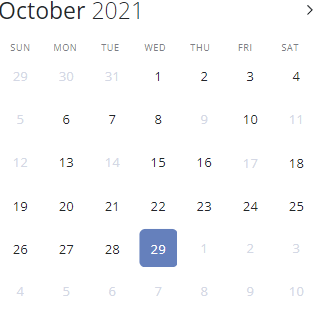 October 2021
SUN MON TUE WED THU FRI SAT
29 30 31 1 2 3 4
5 6 7 8 9 10 11
12 13 14 15 16 17 18
19 20 21 22 23 24 25
26 27 28 29 1 2 3
4 5 6 7 8 9 10